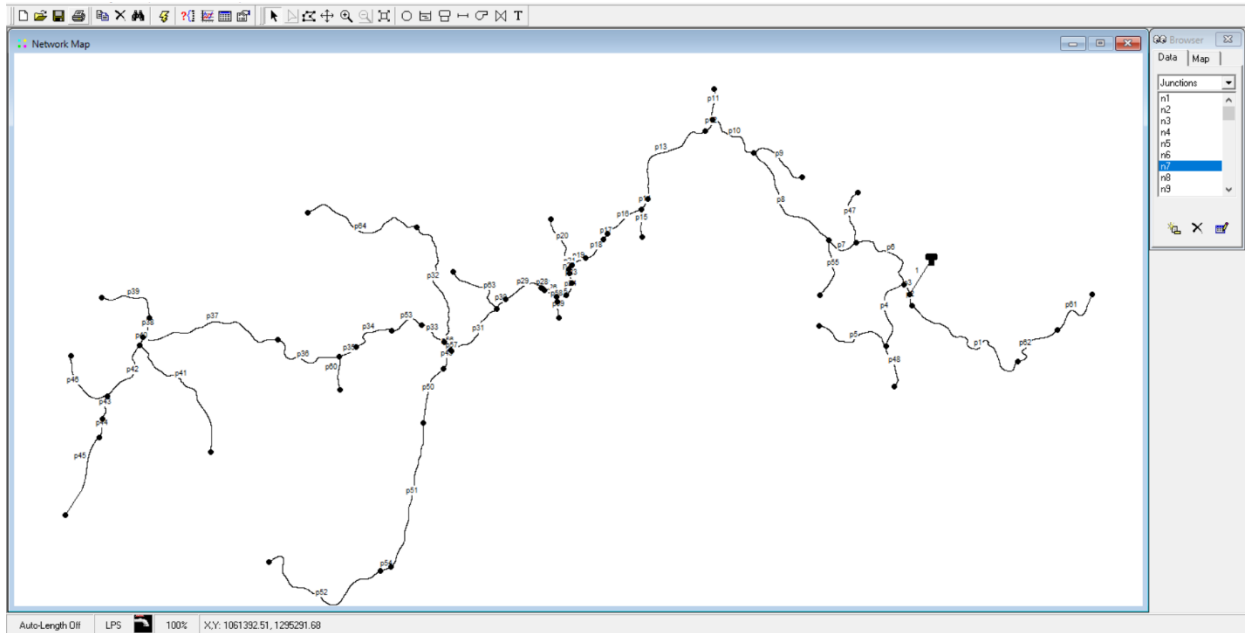 T
Network Map
Browser
Data Map
Junctions
n1
n2
n3
n4
n5
n6
n7
n8
n9
p11
p10
p13
p9
p8
p16
p15
p17
p18
p19
p20
p47
p7
p6
p55
1
p3
p4
p5
p48
p1
p62
p61
p64
p32
p63
p29
p28
p31
p33
p53
p34
p60
p36
p37
p39
p42
p41
p46
p43
p44
p45
p50
p51
p52
Auto-Length Off LPS 100% X,Y: 1061392.51, 1295291.68